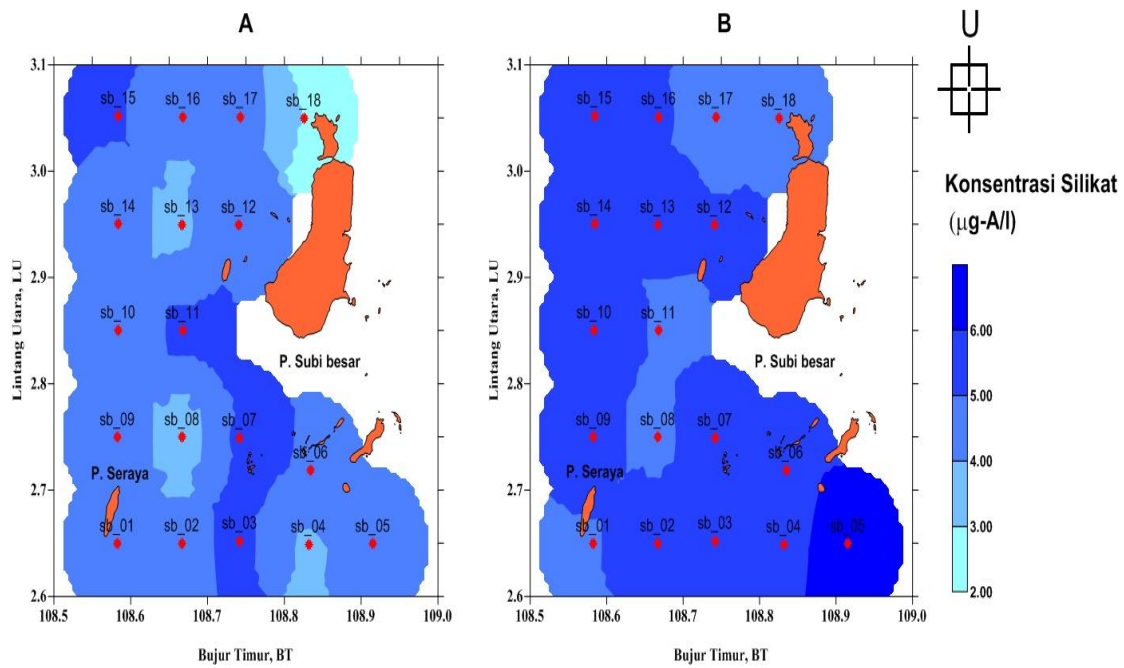 A
B
U
3.1
3.0
2.9
2.8
2.7
2.6
Lintang Utara, LU
sb_15 sb_16 sb_17 sb_18
sb_14 sb_13 sb_12
sb_10 sb_11
P. Subi besar
sb_09 sb_08 sb_07
sb_06
P. Seraya
sb_01 sb_02 sb_03 sb_04 sb_05
108.5 108.6 108.7 108.8 108.9 109.0
Bujur Timur, BT
3.1
3.0
2.9
2.8
2.7
2.6
Lintang Utara, LU
sb_15 sb_16 sb_17 sb_18
sb_14 sb_13 sb_12
sb_10 sb_11
P. Subi besar
sb_09 sb_08 sb_07
sb_06
P. Seraya
sb_01 sb_02 sb_03 sb_04 sb_05
108.5 108.6 108.7 108.8 108.9 109.0
Bujur Timur, BT
Konsentrasi Silikat
(µg-A/l)
6.00
5.00
4.00
3.00
2.00